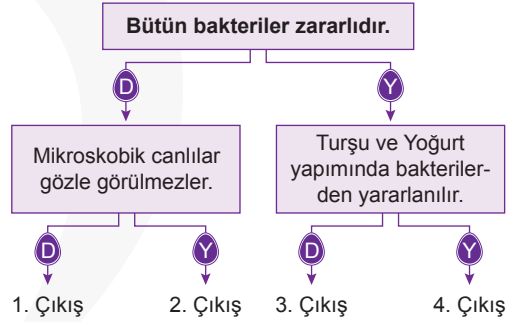 Bütün bakteriler zararlıdır.
D
Y
Mikroskobik canlılar
gözle görülmezler.
Turşu ve Yoğurt
yapımında bakteriler-
den yararlanılır.
D
Y
D
Y
1. Çıkış
2. Çıkış
3. Çıkış
4. Çıkış